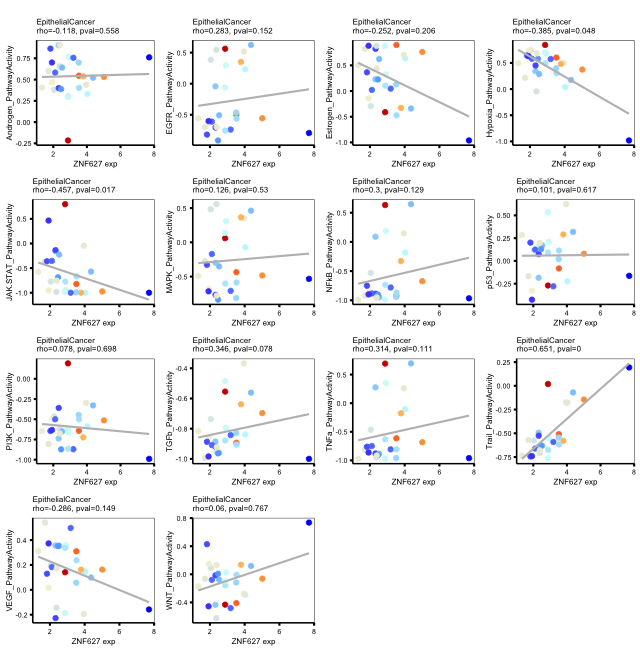 EpithelialCancer
rho=-0.118, pval=0.558
Androgen_PathwayActivity
0.75
0.50
0.25
0.00
-0.25
2
4
6
8
ZNF627 exp
EpithelialCancer
rho=0.283, pval=0.152
EGFR_PathwayActivity
0.5
0.0
-0.5
2
4
6
8
ZNF627 exp
EpithelialCancer
rho=-0.252, pval=0.206
Estrogen_PathwayActivity
0.5
0.0
-0.5
-1.0
2
4
6
8
ZNF627 exp
EpithelialCancer
rho=-0.385, pval=0.048
Hypoxia_PathwayActivity
0.5
0.0
-0.5
-1.0
2
4
6
8
ZNF627 exp
EpithelialCancer
rho=-0.457, pval=0.017
JAK-STAT_PathwayActivity
0.5
0.0
-0.5
-1.0
2
4
6
8
ZNF627 exp
EpithelialCancer
rho=0.126, pval=0.53
MAPK_PathwayActivity
0.5
0.0
-0.5
2
4
6
8
ZNF627 exp
EpithelialCancer
rho=0.3, pval=0.129
NFkB_PathwayActivity
0.5
0.0
-0.5
-1.0
2
4
6
8
ZNF627 exp
EpithelialCancer
rho=0.101, pval=0.617
p53_PathwayActivity
0.50
0.25
0.00
-0.25
2
4
6
8
ZNF627 exp
EpithelialCancer
rho=0.078, pval=0.698
PI3K_PathwayActivity
0.00
-0.25
-0.50
-0.75
-1.00
2
4
6
8
ZNF627 exp
EpithelialCancer
rho=0.346, pval=0.078
TGFb_PathwayActivity
-0.4
-0.6
-0.8
-1.0
2
4
6
8
ZNF627 exp
EpithelialCancer
rho=0.314, pval=0.111
TNFa_PathwayActivity
0.5
0.0
-0.5
-1.0
2
4
6
8
ZNF627 exp
EpithelialCancer
rho=0.651, pval=0
Trail_PathwayActivity
0.25
0.00
-0.25
-0.50
-0.75
2
4
6
8
ZNF627 exp
EpithelialCancer
rho=-0.286, pval=0.149
VEGF_PathwayActivity
0.4
0.2
0.0
-0.2
2
4
6
8
ZNF627 exp
EpithelialCancer
rho=0.06, pval=0.767
WNT_PathwayActivity
0.8
0.4
0.0
-0.4
2
4
6
8
ZNF627 exp